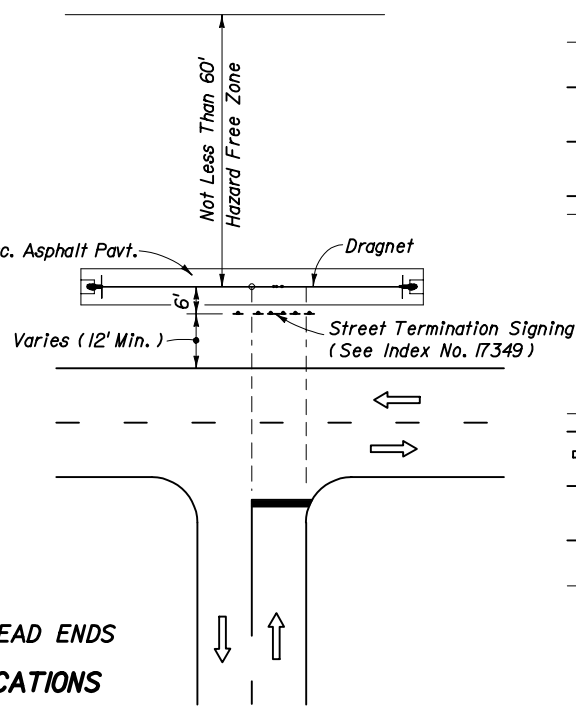 Not Less Than 60'
Hazard Free Zone
c. Asphalt Pavt.
Dragnet
6'
Varies (12' Min.)
Street Termination Signing
(See Index No. 17349)
EAD ENDS
CATIONS